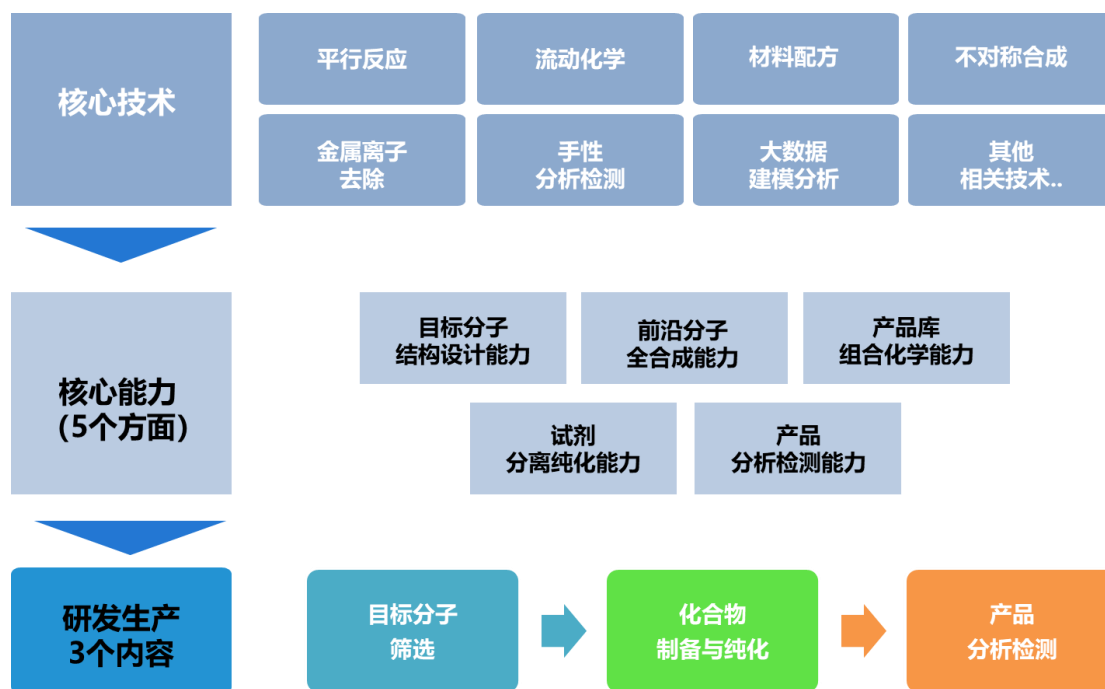 核心技术
平行反应
流动化学
材料配方
不对称合成
金属离子
去除
手性
分析检测
大数据
建模分析
其他
相关技术..
核心能力
（5个方面）
目标分子
结构设计能力
前沿分子
全合成能力
产品库
组合化学能力
试剂
分离纯化能力
产品
分析检测能力
研发生产
3个内容
目标分子
筛选
化合物
制备与纯化
产品
分析检测